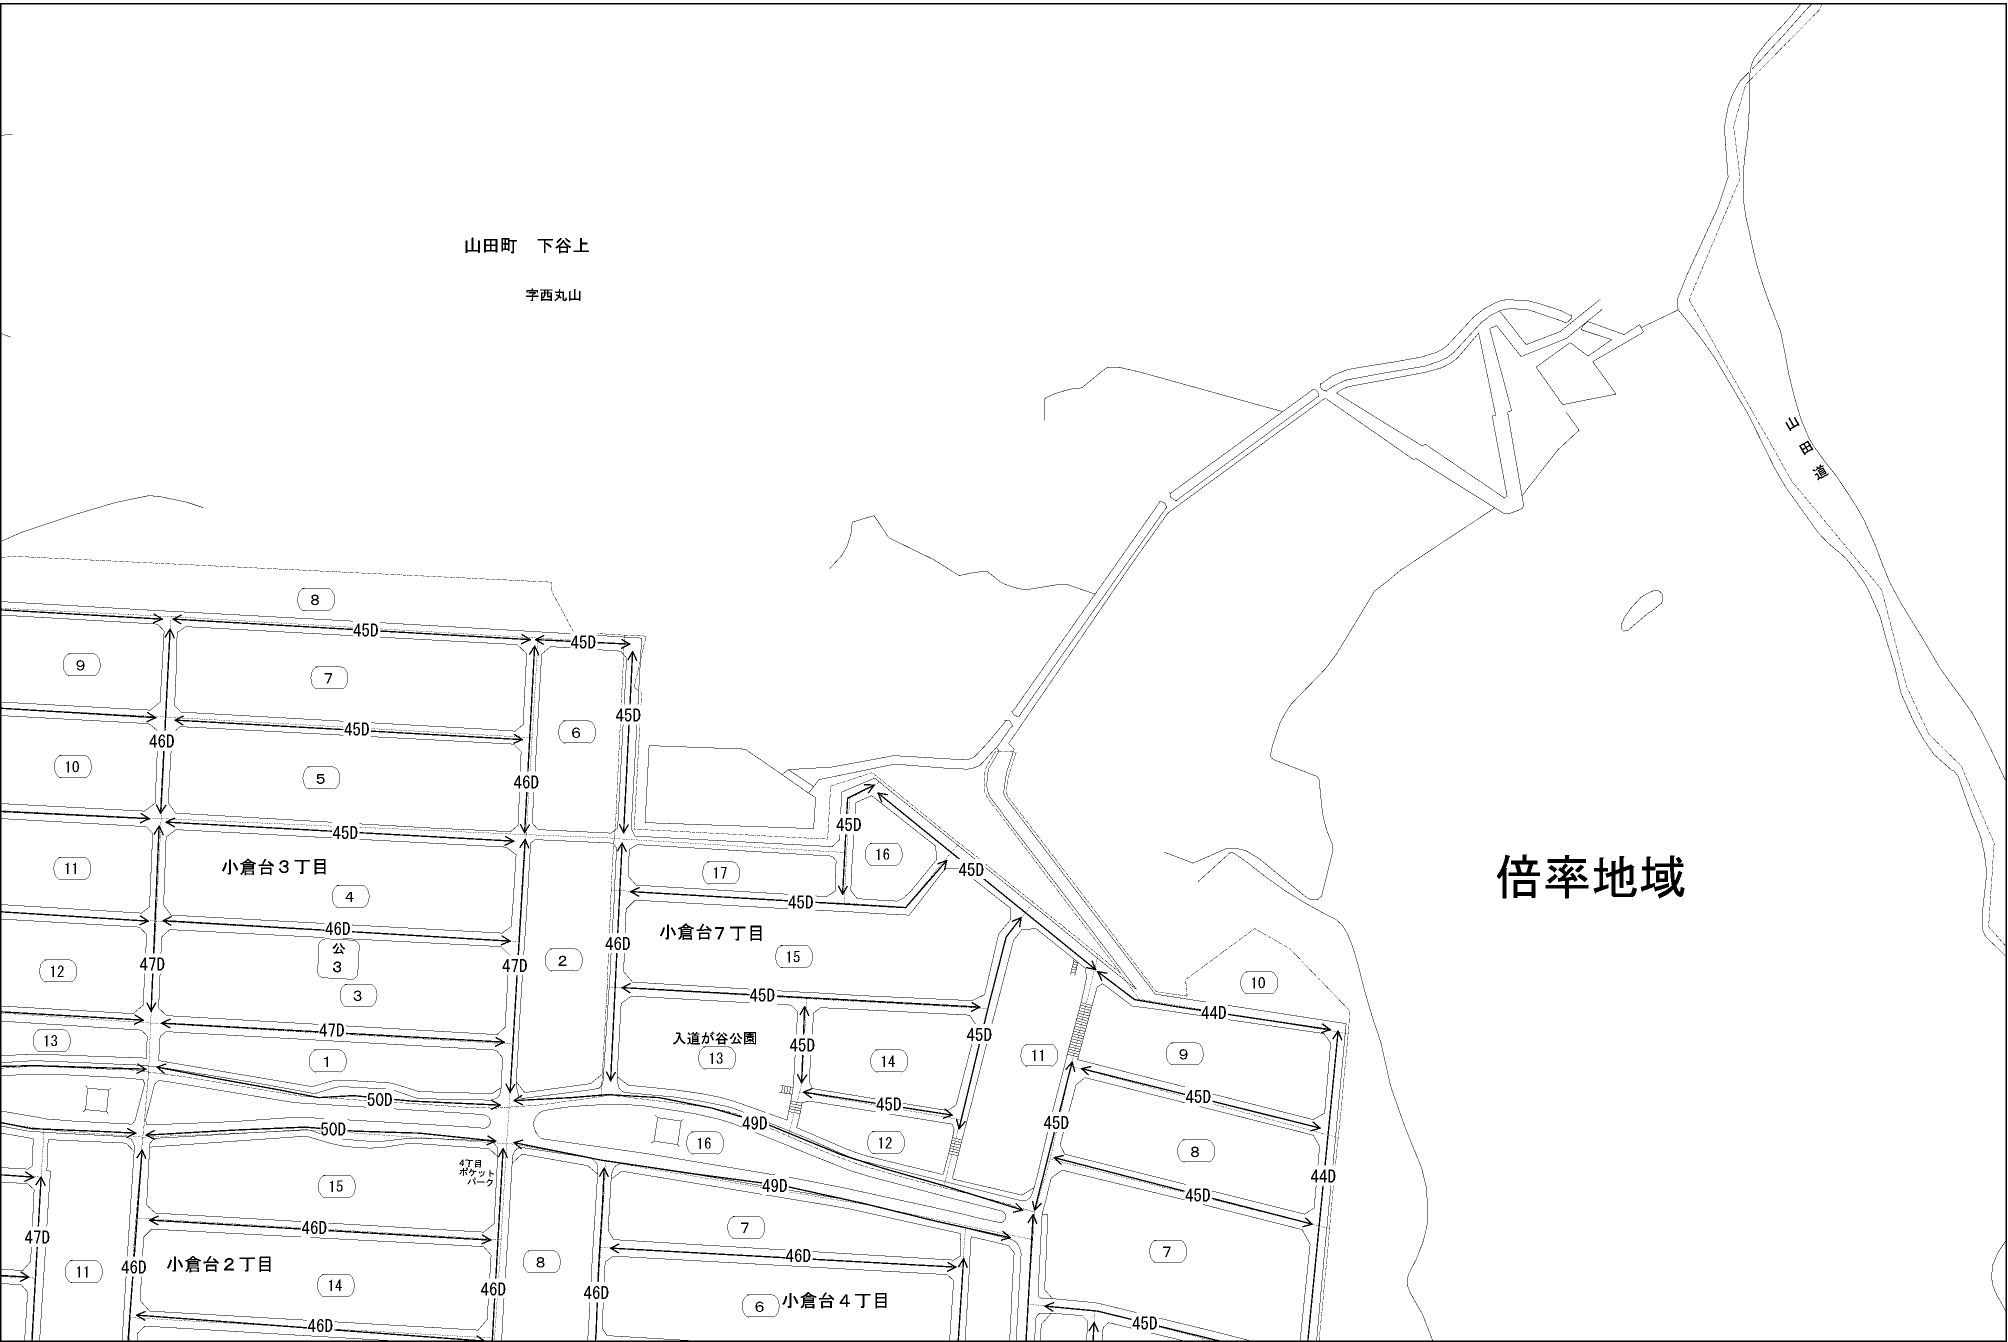 山田町　下谷上
字西丸山
山田道
倍率地域
8
45D
45D
9
7
45D
6
45D
46D
10
5
46D
45D
45D
16
11
小倉台３丁目
4
17
45D
45D
46D
小倉台７丁目
46D
公
3
47D
12
47D
2
15
3
45D
10
44D
47D
13
1
入道が谷公園
13
45D
14
45D
11
9
50D
45D
45D
49D
45D
50D
16
12
8
4丁目
ポケット
パーク
15
49D
45D
44D
46D
7
47D
小倉台２丁目
46D
11
14
46D
8
46D
46D
7
46D
6
小倉台４丁目
45D